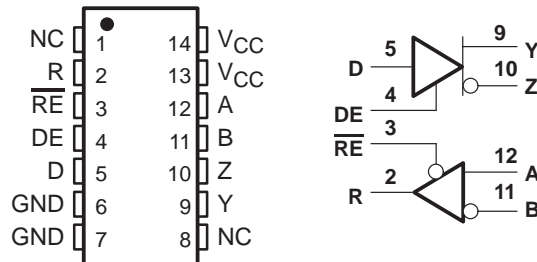 NC 1 14 VCC
R 2 13 VCC
RE 3 12 A
DE 4 11 B
D 5 10 Z
GND 6 9 Y
GND 7 8 NC
9 Y
5 D
10 Z
4 DE
3 RE
12 A
2 R
11 B